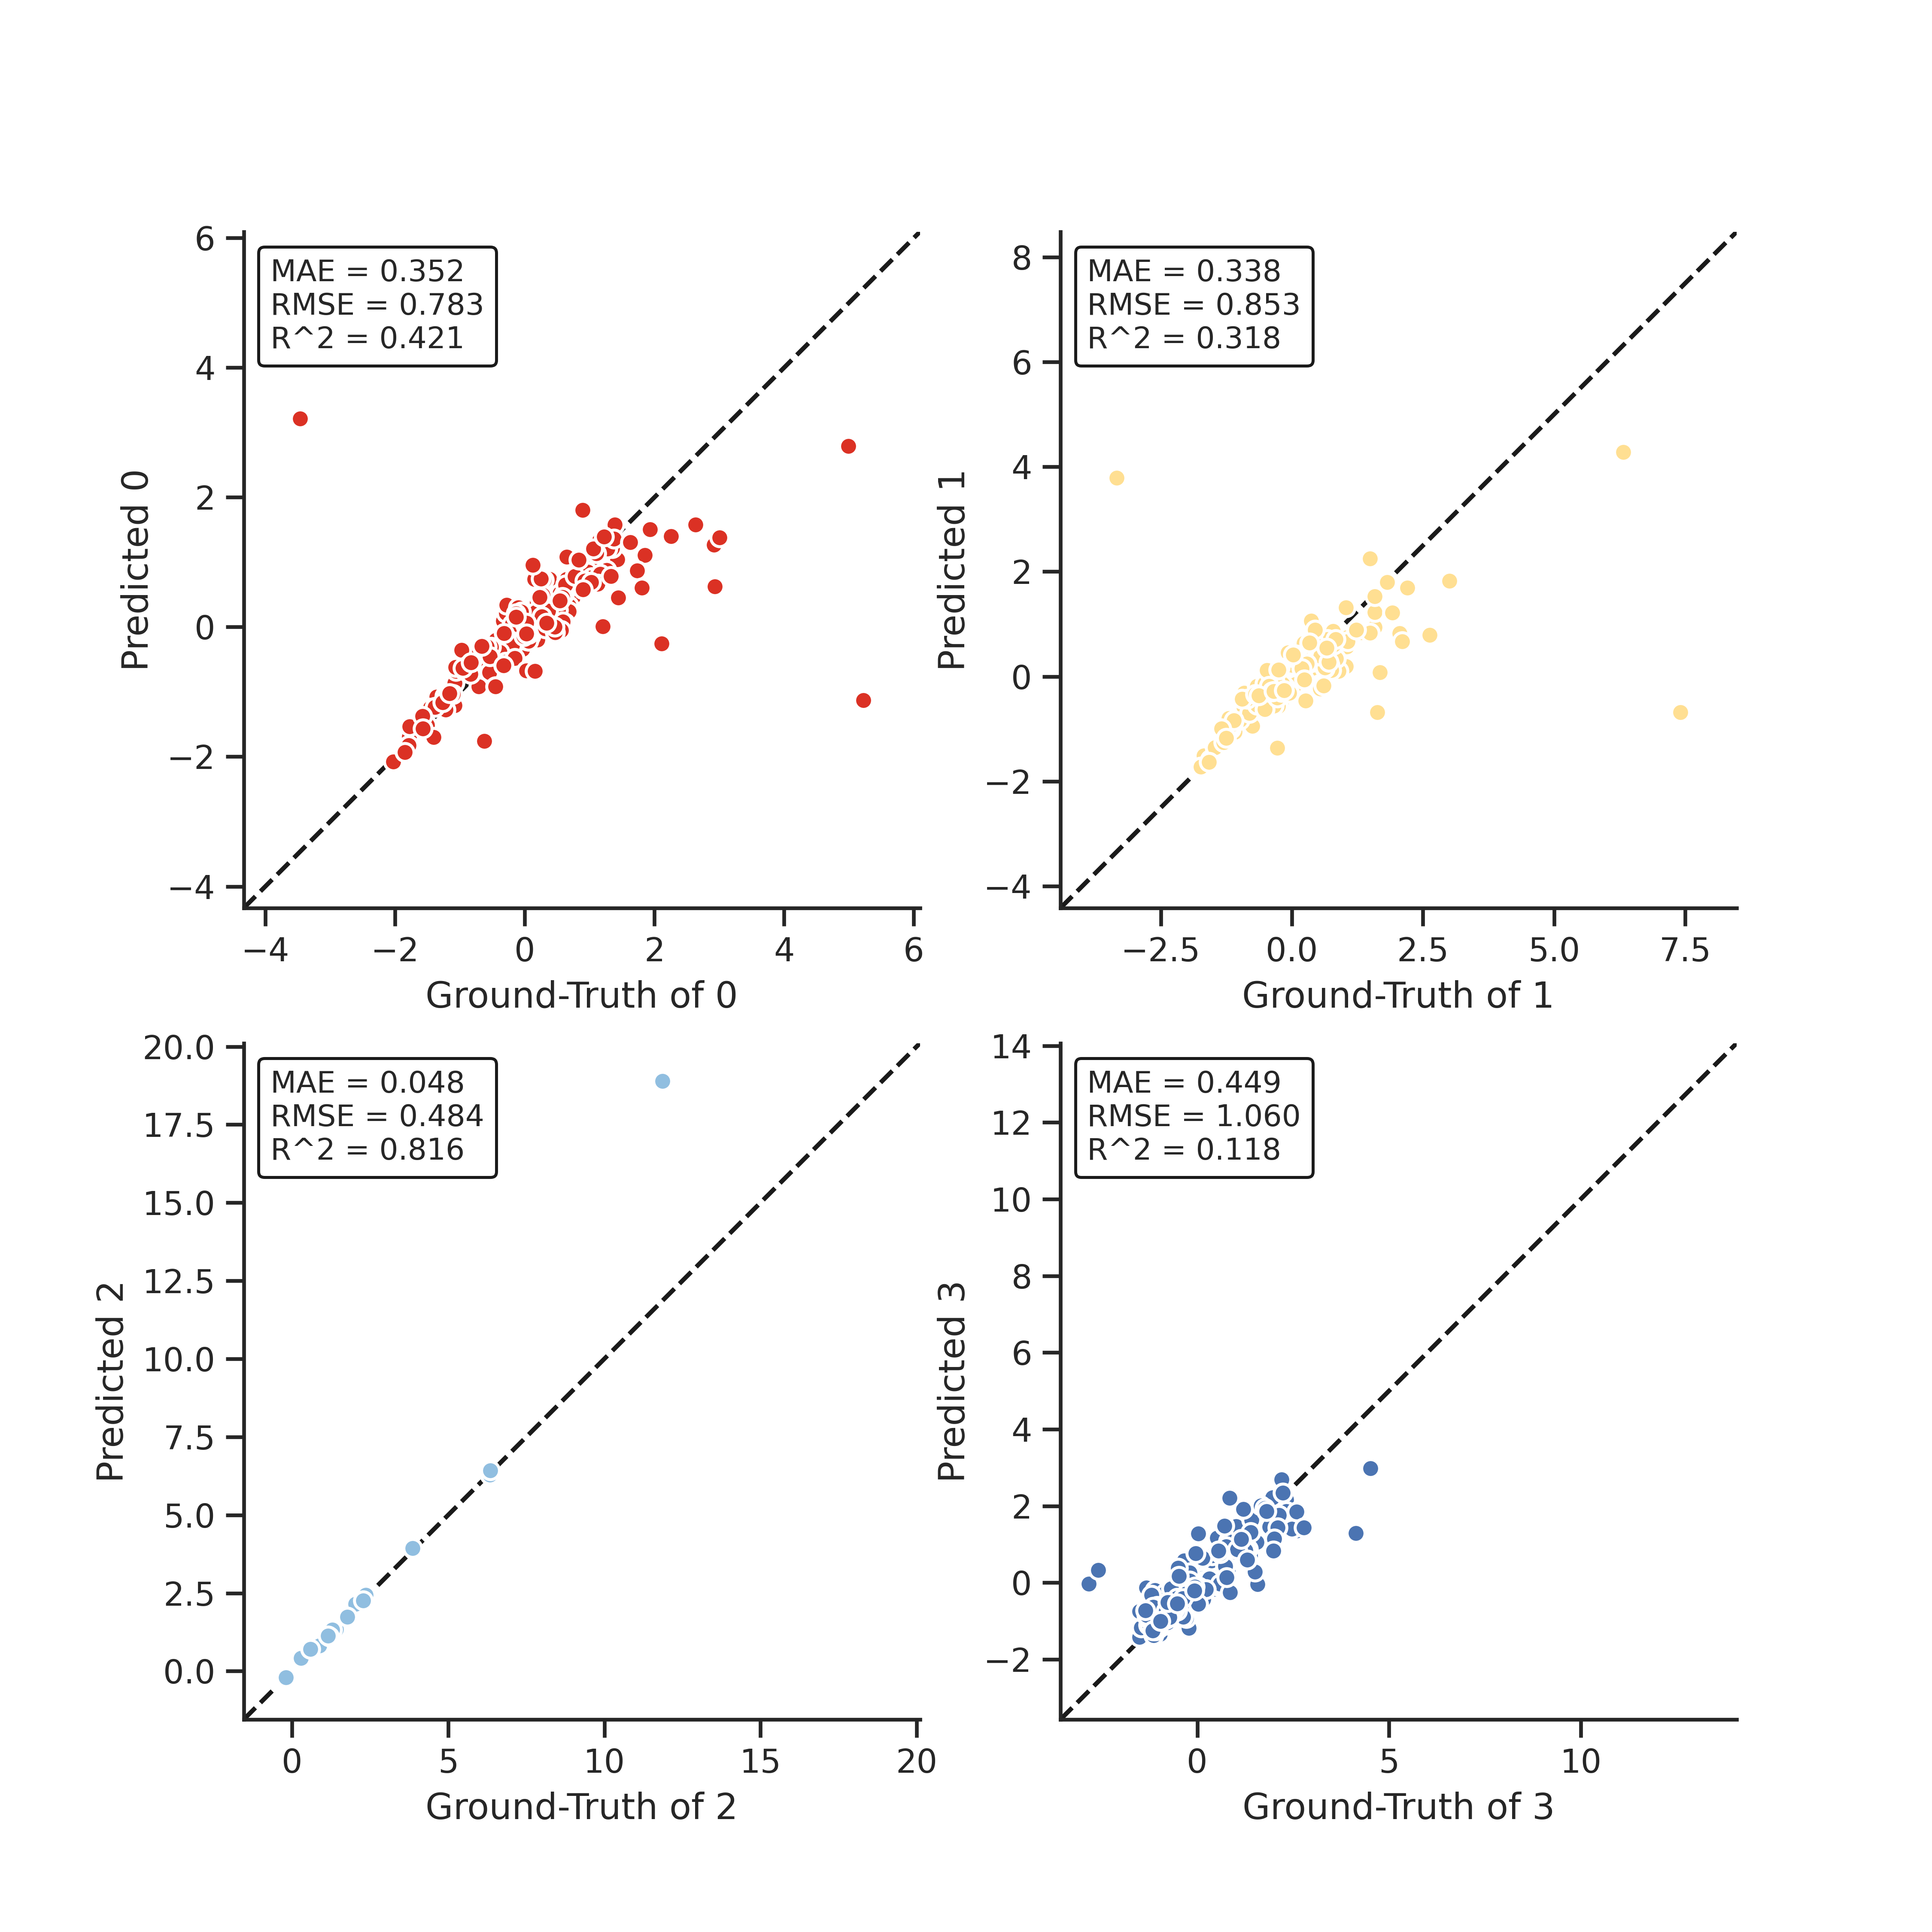 MAE = 0.352
RMSE = 0.783
R^2 = 0.421
Predicted 0
6
4
2
0
−2
−4
−4 −2 0 2 4 6
Ground-Truth of 0
MAE = 0.338
RMSE = 0.853
R^2 = 0.318
Predicted 1
8
6
4
2
0
−2
−4
−2.5 0.0 2.5 5.0 7.5
Ground-Truth of 1
MAE = 0.048
RMSE = 0.484
R^2 = 0.816
Predicted 2
20.0
17.5
15.0
12.5
10.0
7.5
5.0
2.5
0.0
0 5 10 15 20
Ground-Truth of 2
MAE = 0.449
RMSE = 1.060
R^2 = 0.118
Predicted 3
14
12
10
8
6
4
2
0
−2
0 5 10
Ground-Truth of 3